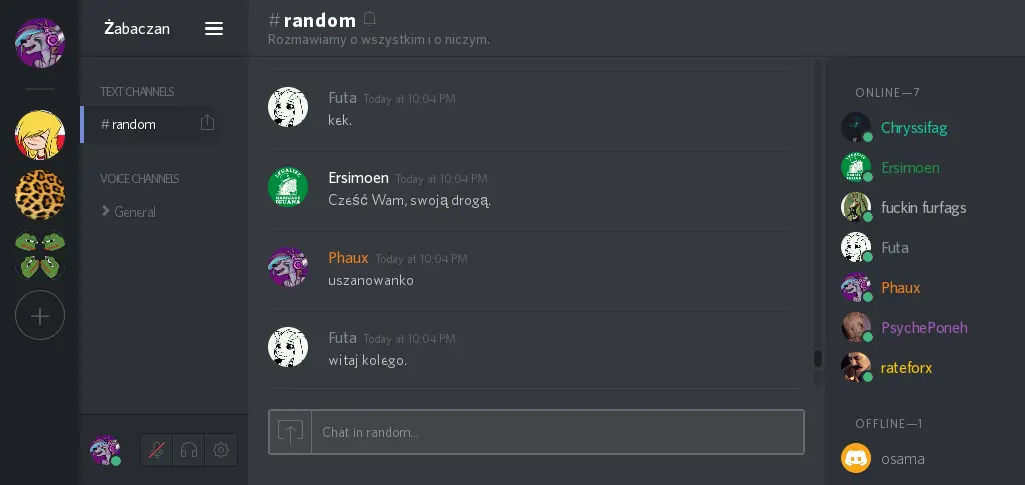 Żabaczan
TEXT CHANNELS
# random
VOICE CHANNELS
General
# random
Rozmawiamy o wszystkim i o niczym.
Futa Today at 10:04 PM
kek.
Ersimoen Today at 10:04 PM
Cześć Wam, swoją drogą.
Phaux Today at 10:04 PM
uszanowanko
Futa Today at 10:04 PM
witaj kolego.
Chat in random...
ONLINE—7
Chryssifag
Ersimoen
fuckin furfags
Futa
Phaux
PsychePoneh
rateforx
OFFLINE—1
osama